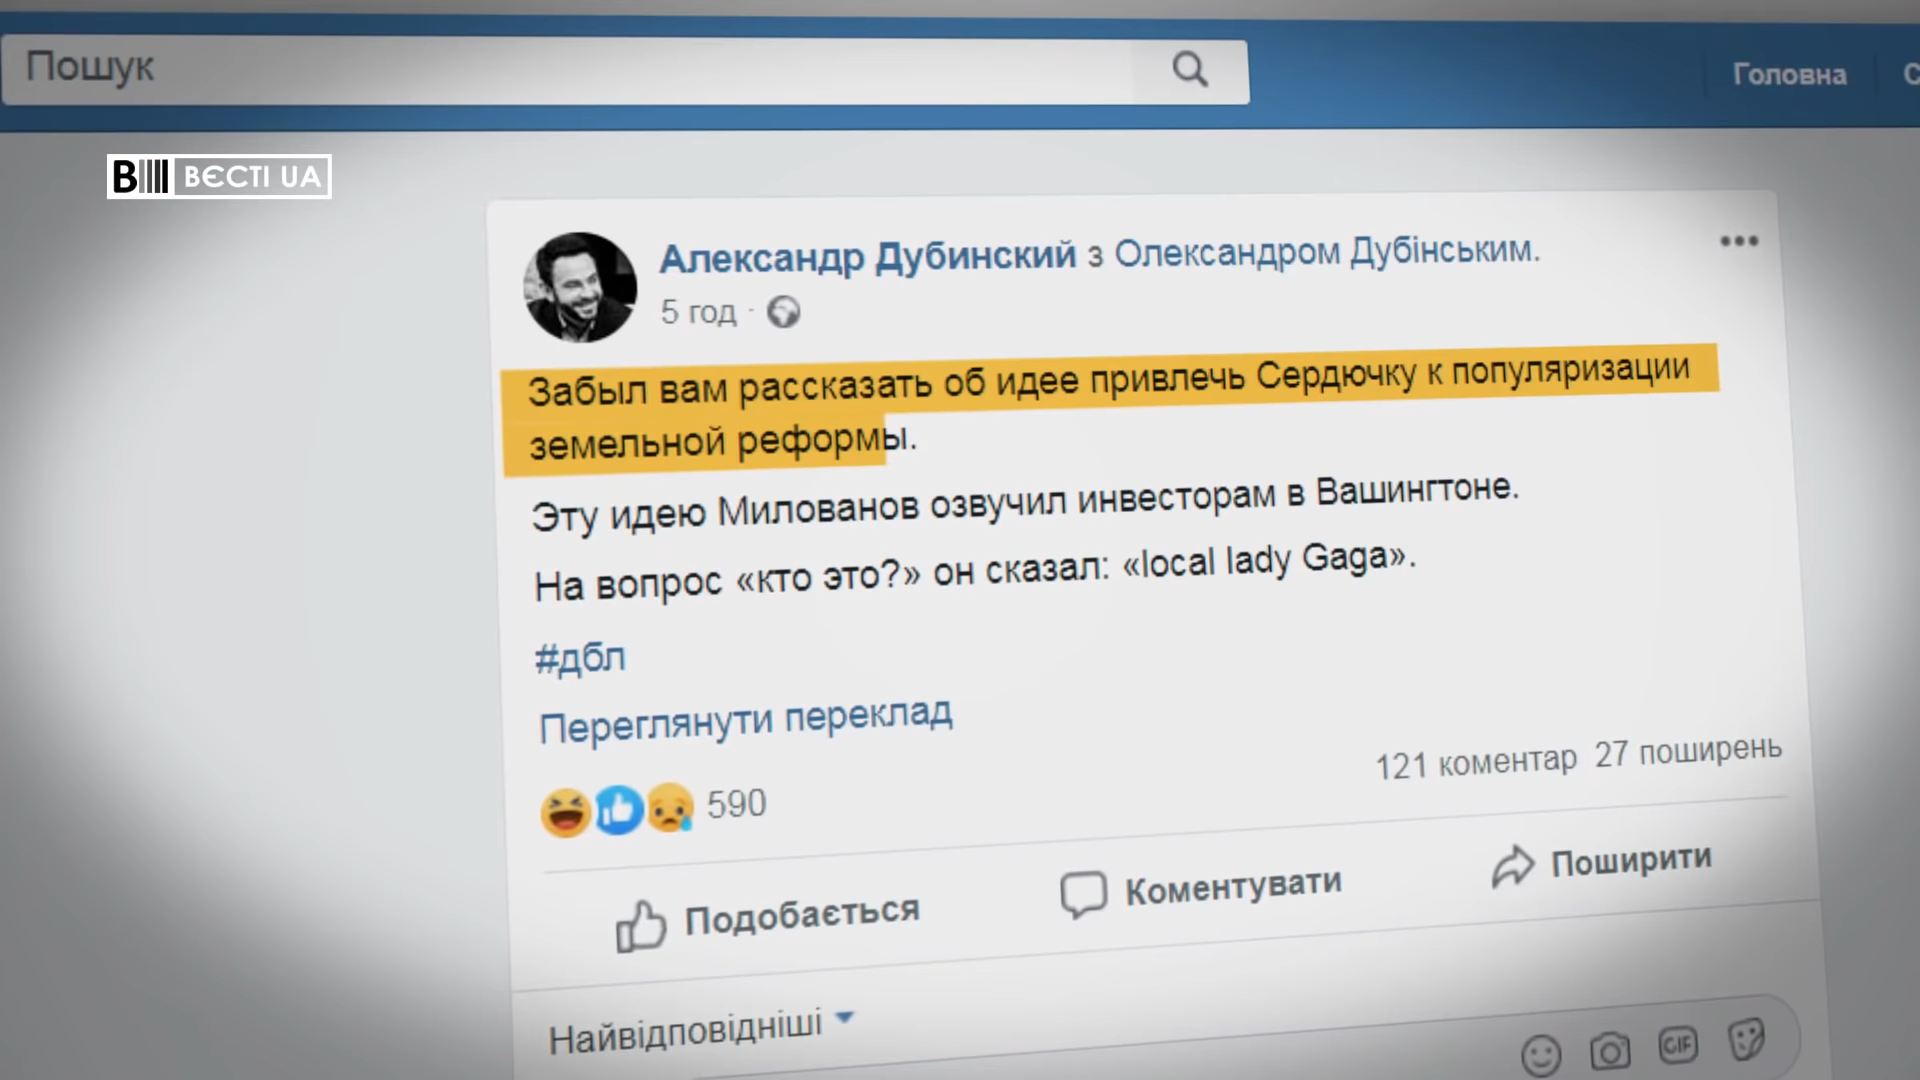 Пошук
Головна
С
B ВЄСТІ UA
Александр Дубинский з Олександром Дубінським.
5 год ·
Забыл вам рассказать об идее привлечь Сердючку к популяризации
земельной реформы.
Эту идею Милованов озвучил инвесторам в Вашингтоне.
На вопрос «кто это?» он сказал: «local lady Gaga».
#дбл
Переглянути переклад
590
121 коментар 27 поширень
Подобається
Коментувати
Поширити
Найвідповідніші
GIF